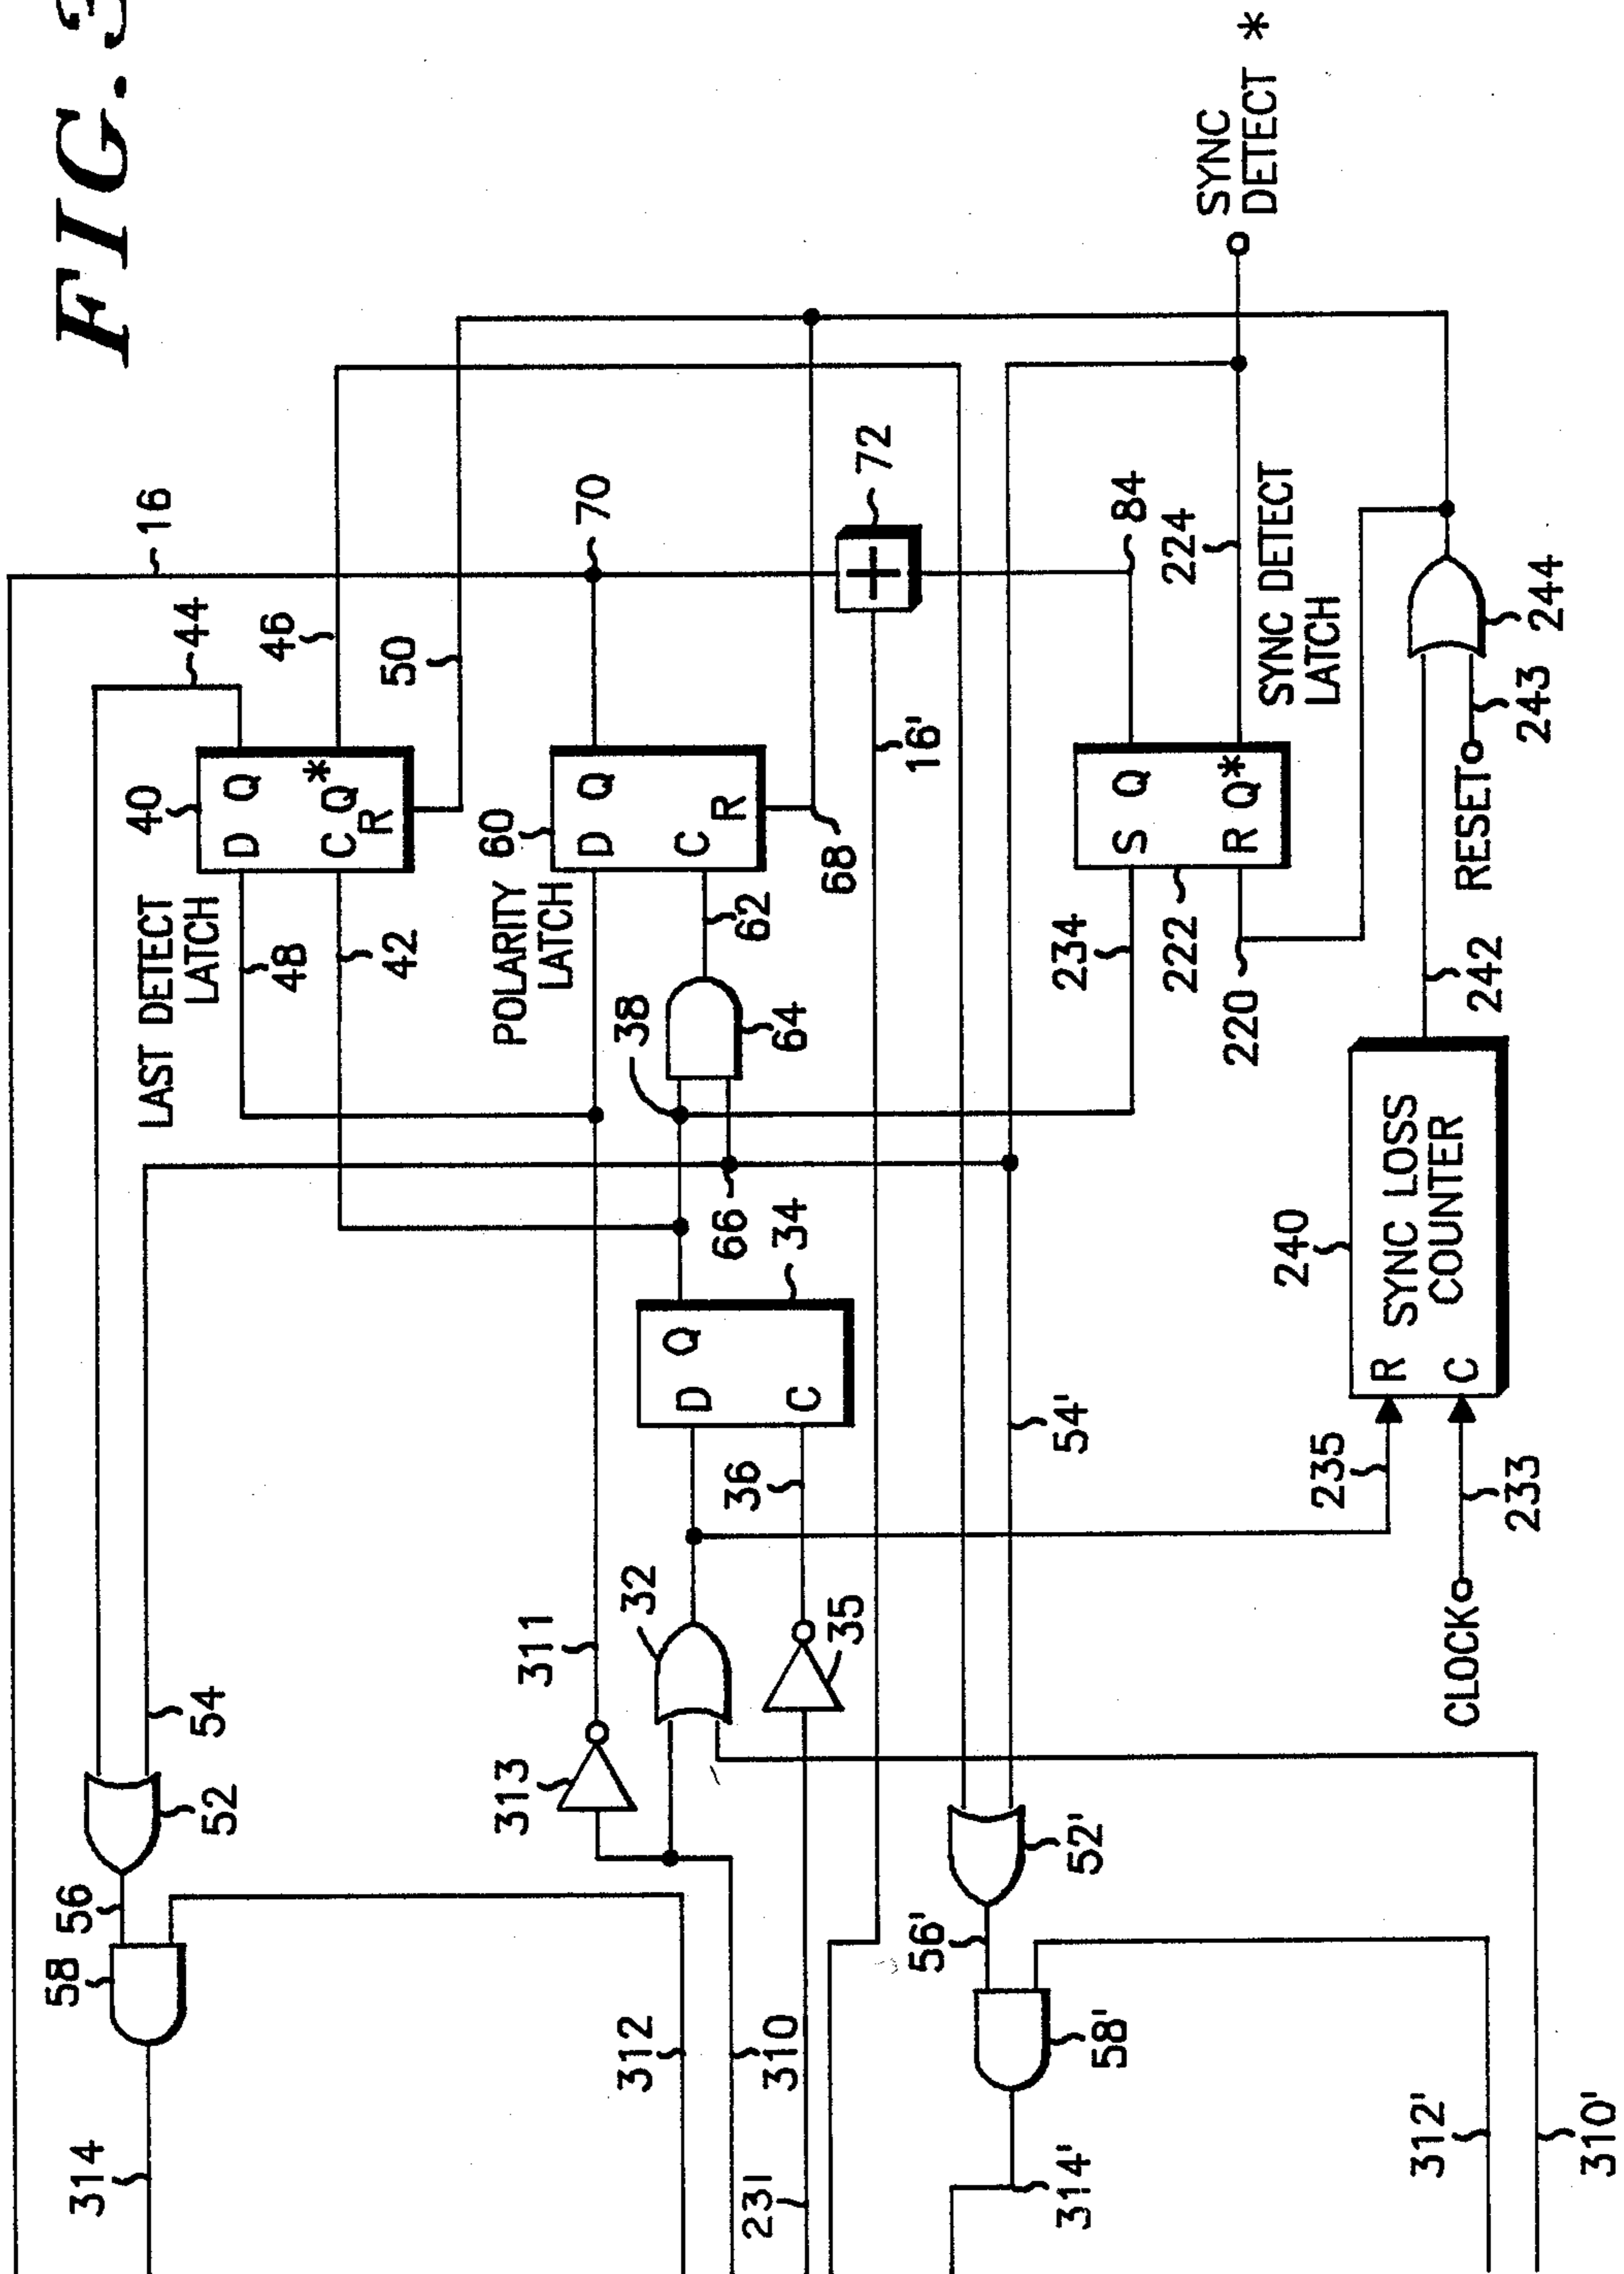 FIG. 3
16
44
46
50
40
D Q
C Q*
R
LAST DETECT
LATCH
48
42
70
60
D Q
C
R
POLARITY
LATCH
62
68
72
16'
38
64
66
34
D Q
C
36
54
52
56
58
314
311
313
32
35
312
310
231
84
224
SYNC
DETECT *
SYNC DETECT
LATCH
S Q
R Q*
234
222
220
54'
52'
56'
58'
314'
244
243
RESET
242
240
R SYNC LOSS
C COUNTER
235
233
CLOCK
312'
310'